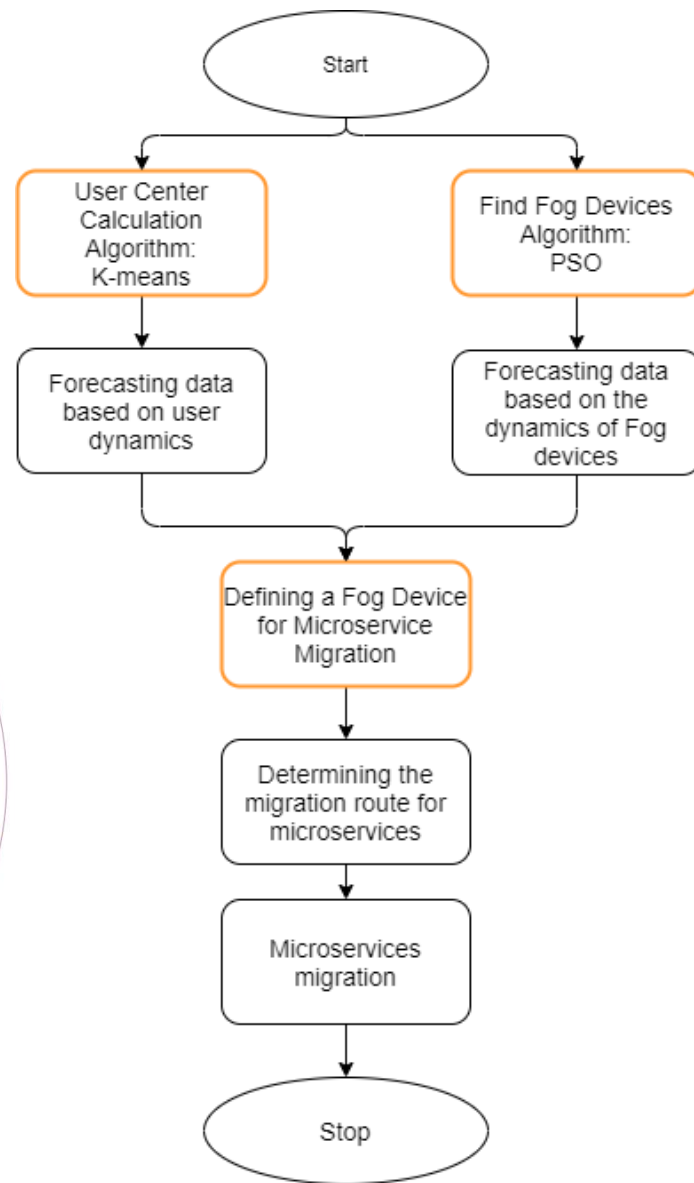 Start
User Center
Calculation
Algorithm:
K-means
Find Fog Devices
Algorithm:
PSO
Forecasting data
based on user
dynamics
Forecasting data
based on the
dynamics of Fog
devices
Defining a Fog Device
for Microservice
Migration
Determining the
migration route for
microservices
Microservices
migration
Stop